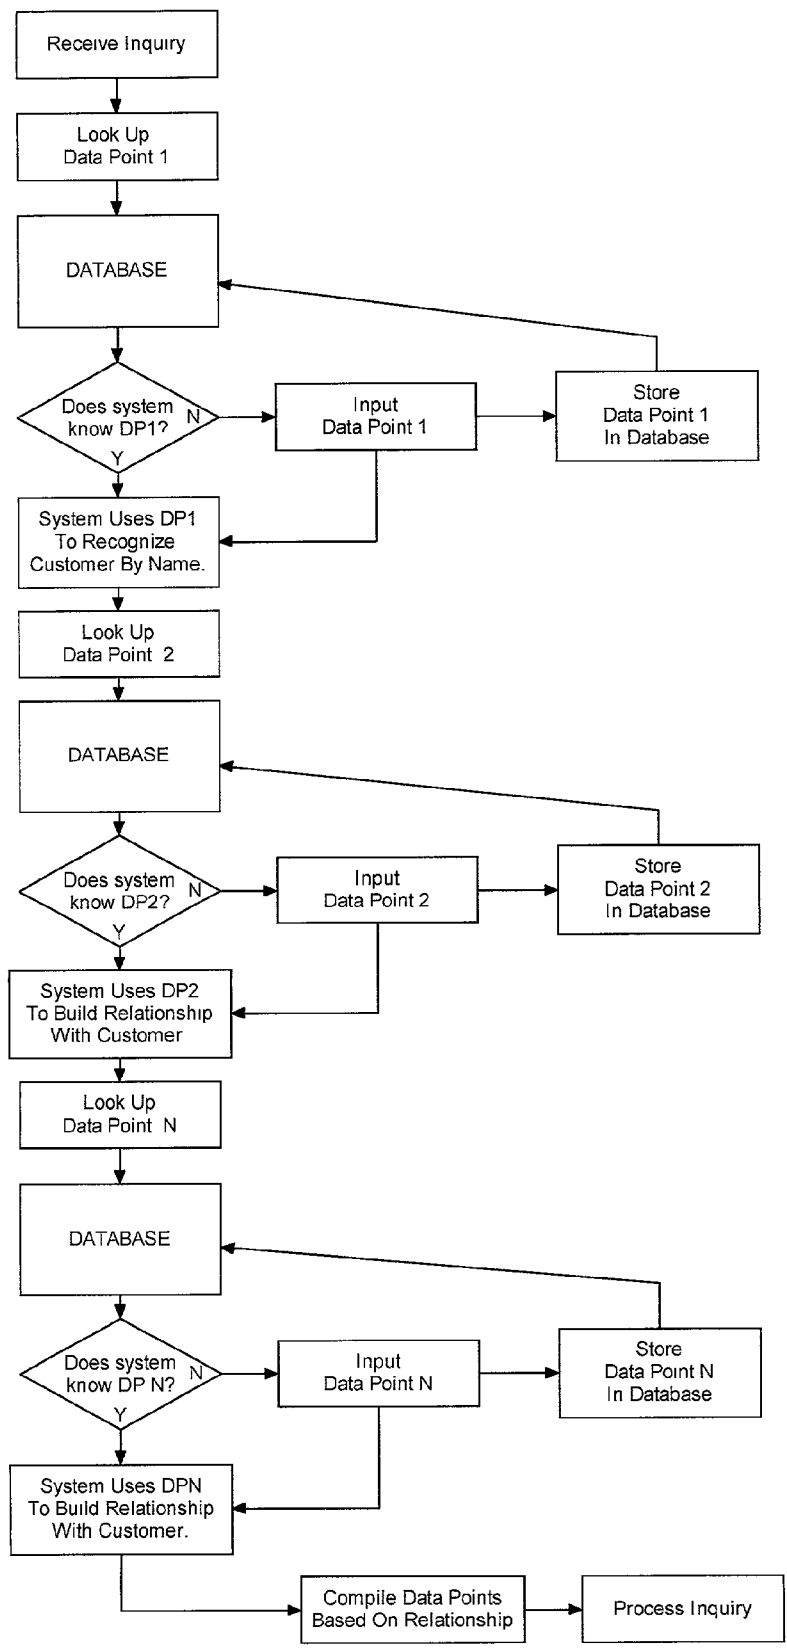 Receive Inquiry
Look Up
Data Point 1
DATABASE
Does system
know DP1?
N
Y
Input
Data Point 1
Store
Data Point 1
In Database
System Uses DP1
To Recognize
Customer By Name.
Look Up
Data Point 2
DATABASE
Does system
know DP2?
N
Y
Input
Data Point 2
Store
Data Point 2
In Database
System Uses DP2
To Build Relationship
With Customer
Look Up
Data Point N
DATABASE
Does system
know DP N?
N
Y
Input
Data Point N
Store
Data Point N
In Database
System Uses DPN
To Build Relationship
With Customer.
Compile Data Points
Based On Relationship
Process Inquiry